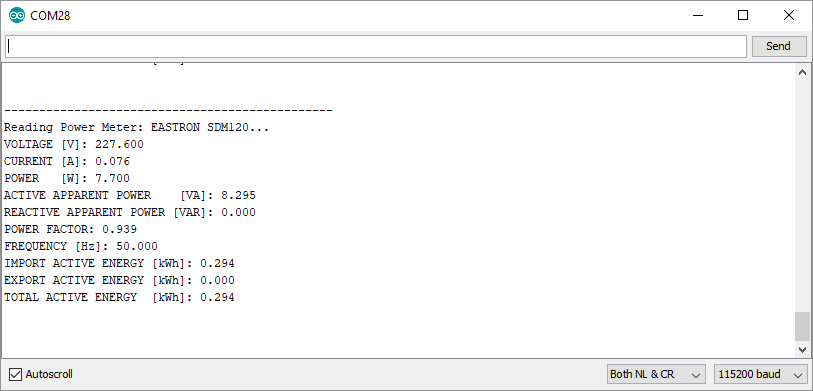 COM28
Send
---------------------------------------------
Reading Power Meter: EASTRON SDM120...
VOLTAGE [V]: 227.600
CURRENT [A]: 0.076
POWER   [W]: 7.700
ACTIVE APPARENT POWER    [VA]: 8.295
REACTIVE APPARENT POWER [VAR]: 0.000
POWER FACTOR: 0.939
FREQUENCY [Hz]: 50.000
IMPORT ACTIVE ENERGY [kWh]: 0.294
EXPORT ACTIVE ENERGY [kWh]: 0.000
TOTAL ACTIVE ENERGY  [kWh]: 0.294
Autoscroll
Both NL & CR
115200 baud